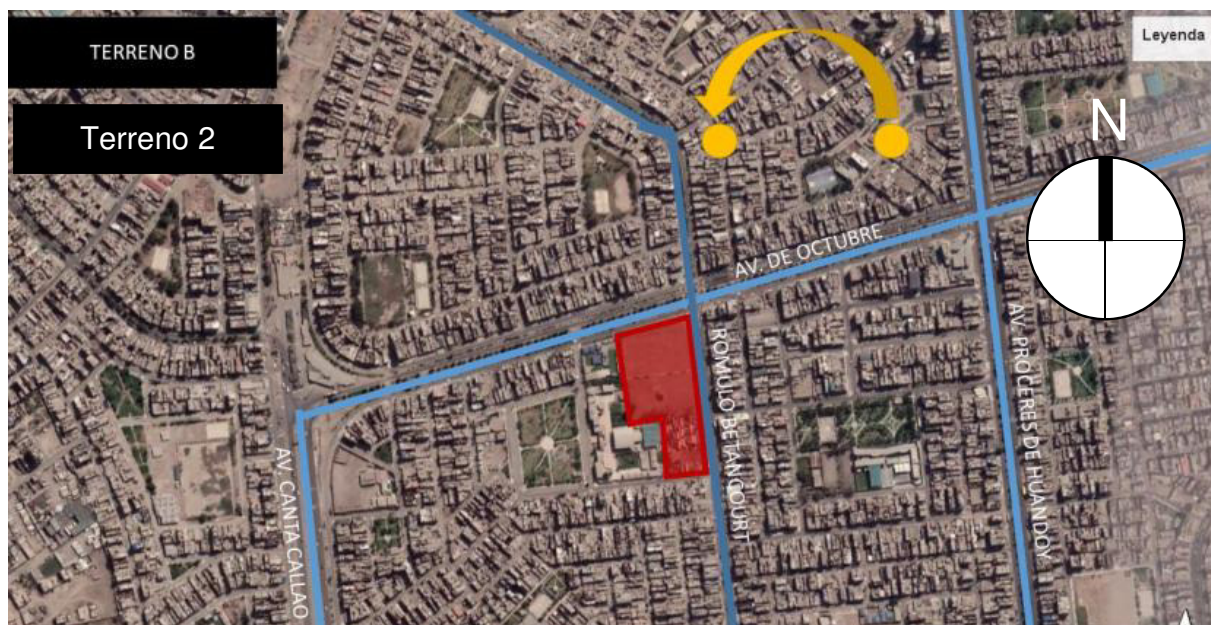 TERRENO B
Leyenda
Terreno 2
N
AV. DE OCTUBRE
ROMULO BETANCOURT
AV. PROCERES DE HUANDOY
AV. CANTA CALLAO